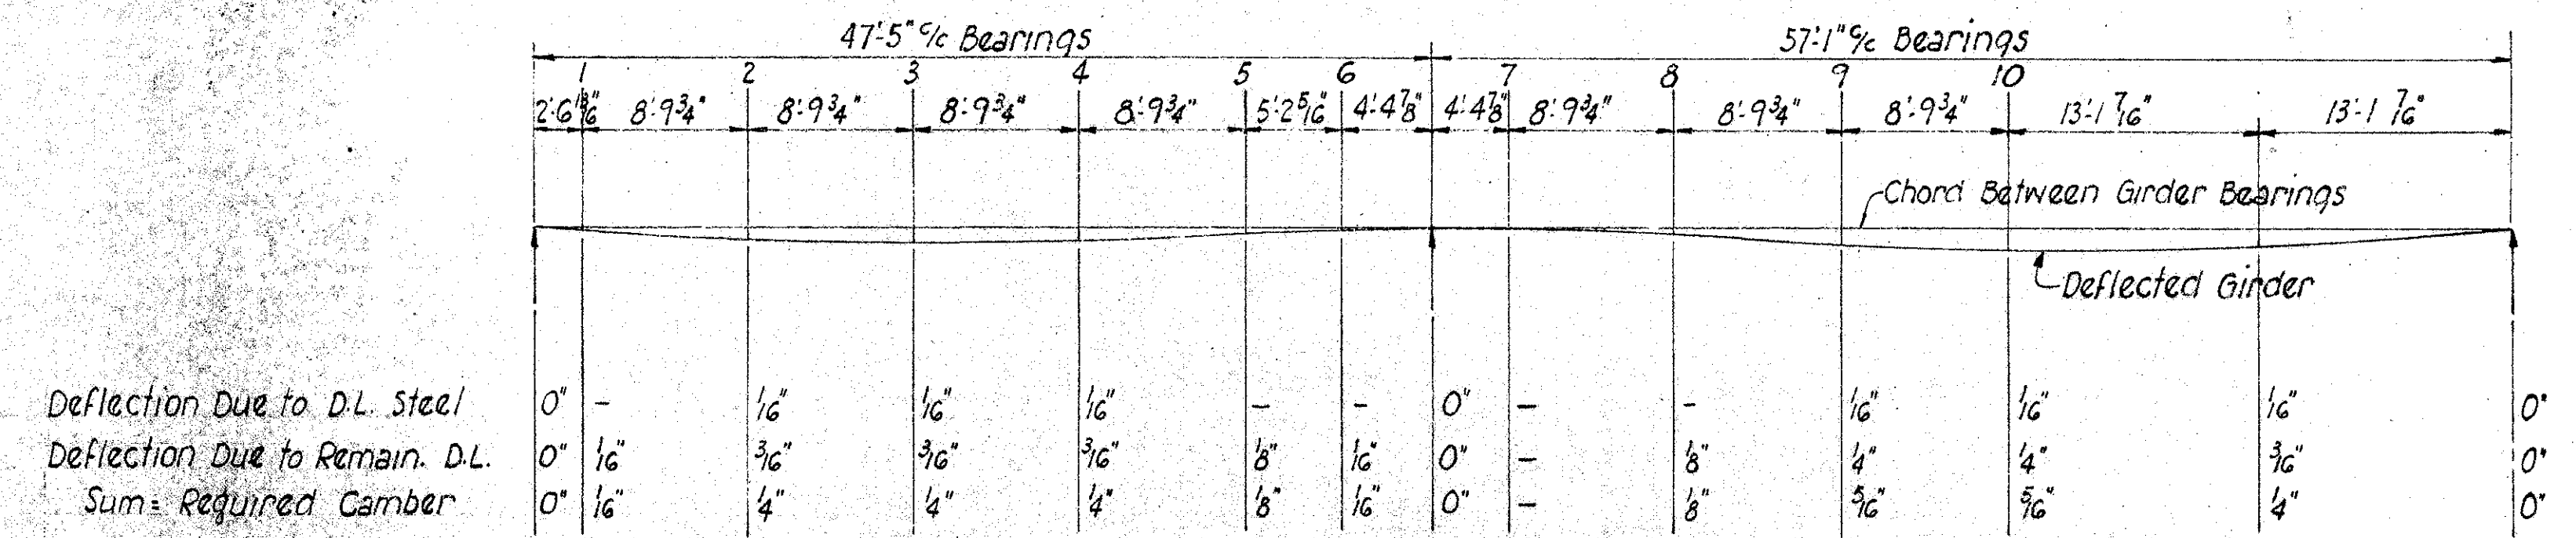 47'-5" c/c Bearings 57'-1" c/c Bearings
1 2 3 4 5 6 7 8 9 10
2'-6 13/16" 8'-9 3/4" 8'-9 3/4" 8'-9 3/4" 8'-9 3/4" 5'-2 5/16" 4'-4 7/8" 4'-4 7/8" 8'-9 3/4" 8'-9 3/4" 8'-9 3/4" 13'-1 7/16" 13'-1 7/16"
Chord Between Girder Bearings
Deflected Girder
Deflection Due to D.L. Steel 0" - 1/16" 1/16" 1/16" - - 0" - - 1/16" 1/16" 1/16" 0"
Deflection Due to Remain. D.L. 0" 1/16" 3/16" 3/16" 3/16" 1/8" 1/16" 0" - 1/8" 1/4" 1/4" 3/16" 0"
Sum = Required Camber 0" 1/16" 1/4" 1/4" 1/4" 1/8" 1/16" 0" - 1/8" 5/16" 5/16" 1/4" 0"